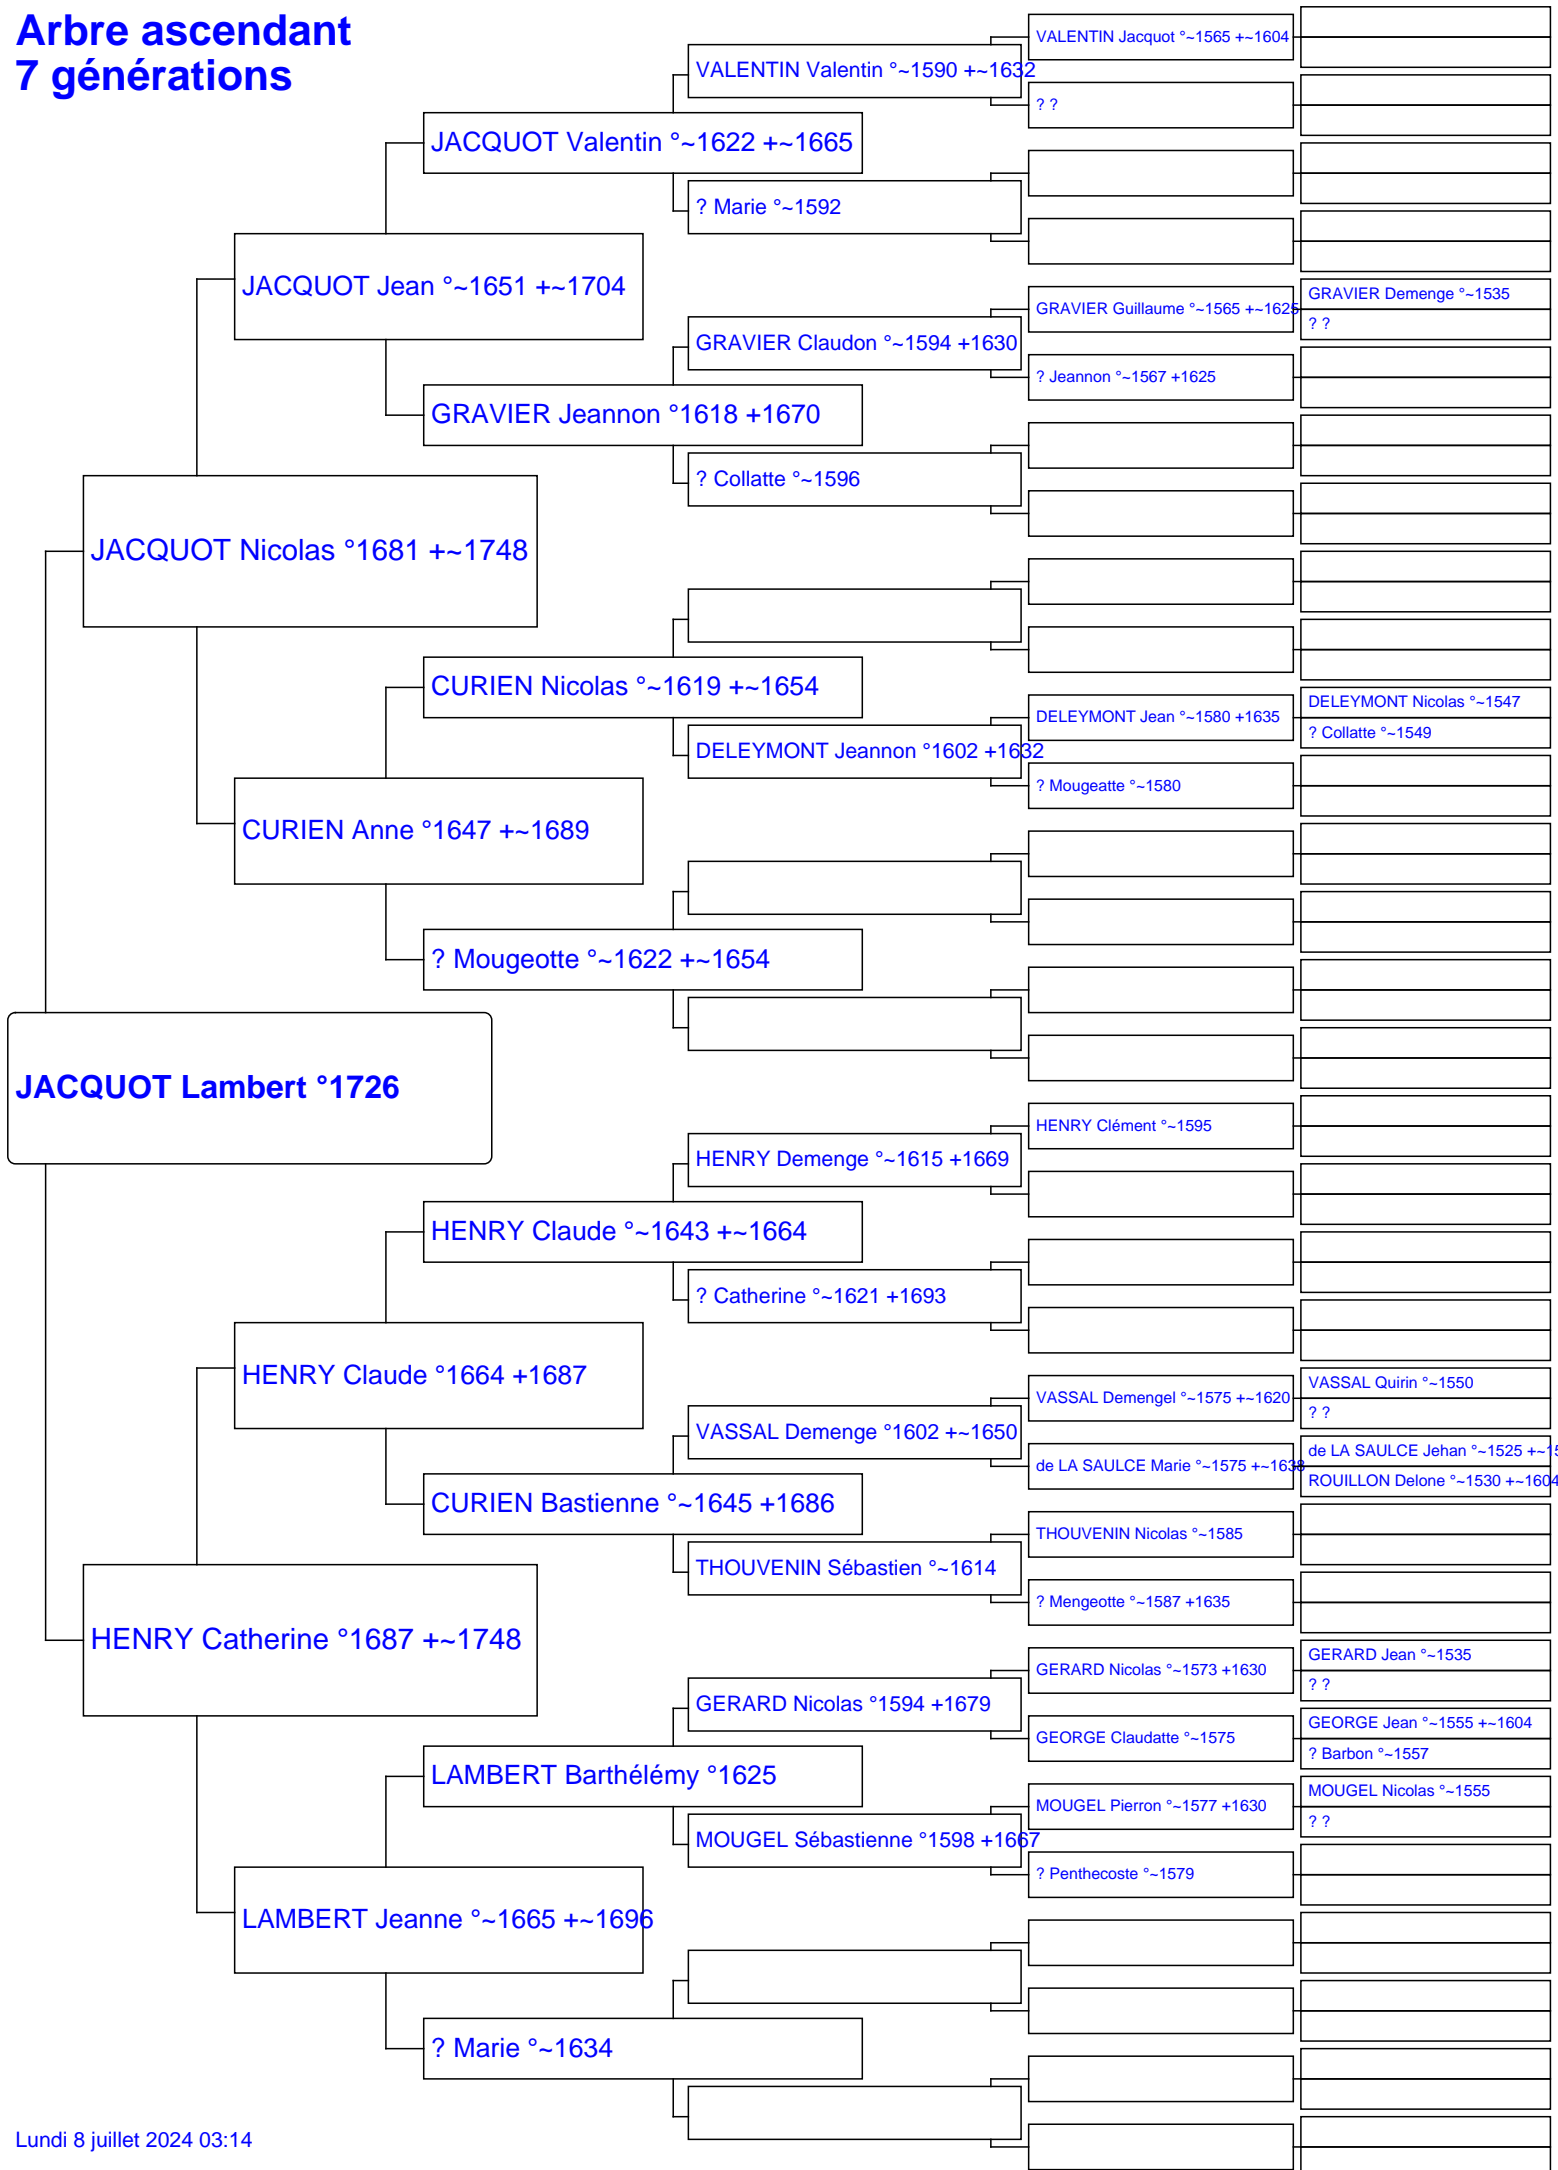 Arbre ascendant
7 générations
VALENTIN Jacquot °~1565 +~1604
VALENTIN Valentin °~1590 +~1632
? ?
JACQUOT Valentin °~1622 +~1665
? Marie °~1592
JACQUOT Jean °~1651 +~1704
GRAVIER Demenge °~1535
GRAVIER Guillaume °~1565 +~1625
? ?
GRAVIER Claudon °~1594 +1630
? Jeannon °~1567 +1625
GRAVIER Jeannon °1618 +1670
? Collatte °~1596
JACQUOT Nicolas °1681 +~1748
CURIEN Nicolas °~1619 +~1654
DELEYMONT Nicolas °~1547
DELEYMONT Jean °~1580 +1635
? Collatte °~1549
DELEYMONT Jeannon °1602 +1632
? Mougeatte °~1580
CURIEN Anne °1647 +~1689
? Mougeotte °~1622 +~1654
JACQUOT Lambert °1726
HENRY Clément °~1595
HENRY Demenge °~1615 +1669
HENRY Claude °~1643 +~1664
? Catherine °~1621 +1693
HENRY Claude °1664 +1687
VASSAL Quirin °~1550
VASSAL Demengel °~1575 +~1620
? ?
VASSAL Demenge °1602 +~1650
de LA SAULCE Jehan °~1525 +~15
de LA SAULCE Marie °~1575 +~1638
ROUILLON Delone °~1530 +~1604
CURIEN Bastienne °~1645 +1686
THOUVENIN Nicolas °~1585
THOUVENIN Sébastien °~1614
? Mengeotte °~1587 +1635
HENRY Catherine °1687 +~1748
GERARD Jean °~1535
GERARD Nicolas °~1573 +1630
? ?
GERARD Nicolas °1594 +1679
GEORGE Jean °~1555 +~1604
GEORGE Claudatte °~1575
? Barbon °~1557
LAMBERT Barthélémy °1625
MOUGEL Nicolas °~1555
MOUGEL Pierron °~1577 +1630
? ?
MOUGEL Sébastienne °1598 +1667
? Penthecoste °~1579
LAMBERT Jeanne °~1665 +~1696
? Marie °~1634
Lundi 8 juillet 2024 03:14